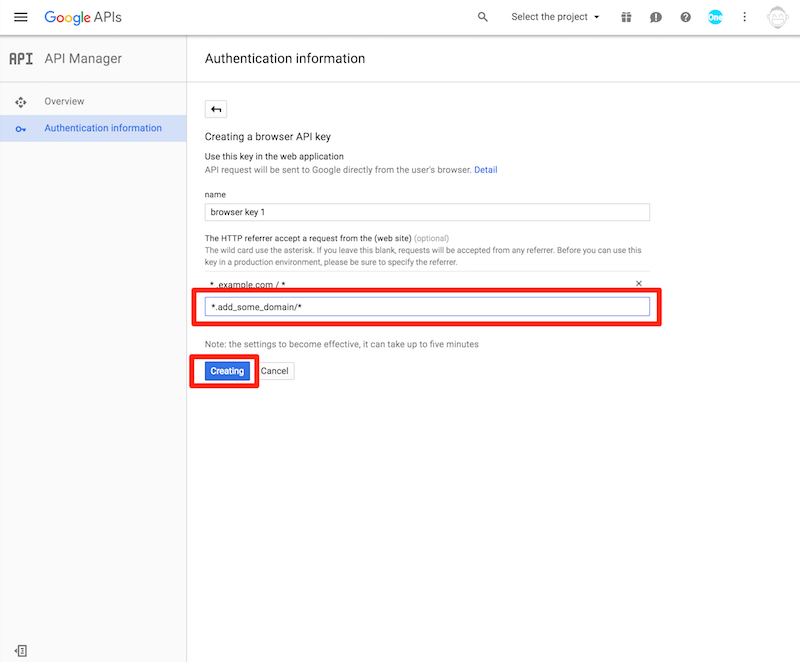 Google APIs
Select the project
One
API API Manager
Authentication information
Overview
Authentication information
Creating a browser API key
Use this key in the web application
API request will be sent to Google directly from the user's browser. Detail
name
browser key 1
The HTTP referrer accept a request from the (web site) (optional)
The wild card use the asterisk. If you leave this blank, requests will be accepted from any referrer. Before you can use this
key in a production environment, please be sure to specify the referrer.
* .example.com / *
*.add_some_domain/*
Note: the settings to become effective, it can take up to five minutes
Creating
Cancel